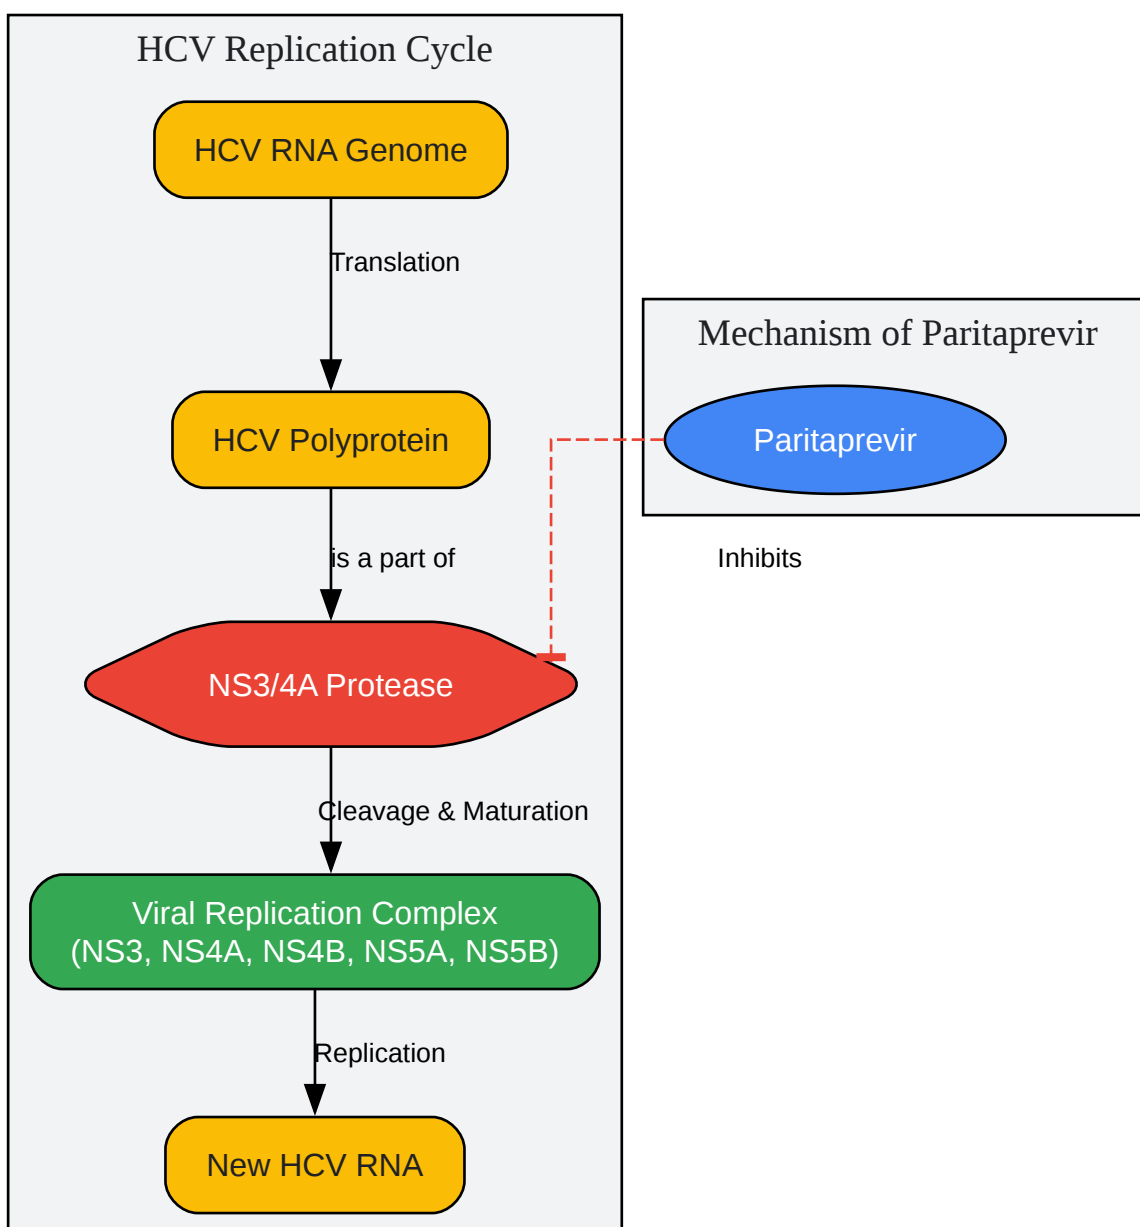 HCV Replication Cycle
HCV RNA Genome
Translation
Mechanism of Paritaprevir
HCV Polyprotein
Paritaprevir
is a part of
Inhibits
NS3/4A Protease
Cleavage & Maturation
Viral Replication Complex
(NS3, NS4A, NS4B, NS5A, NS5B)
Replication
New HCV RNA